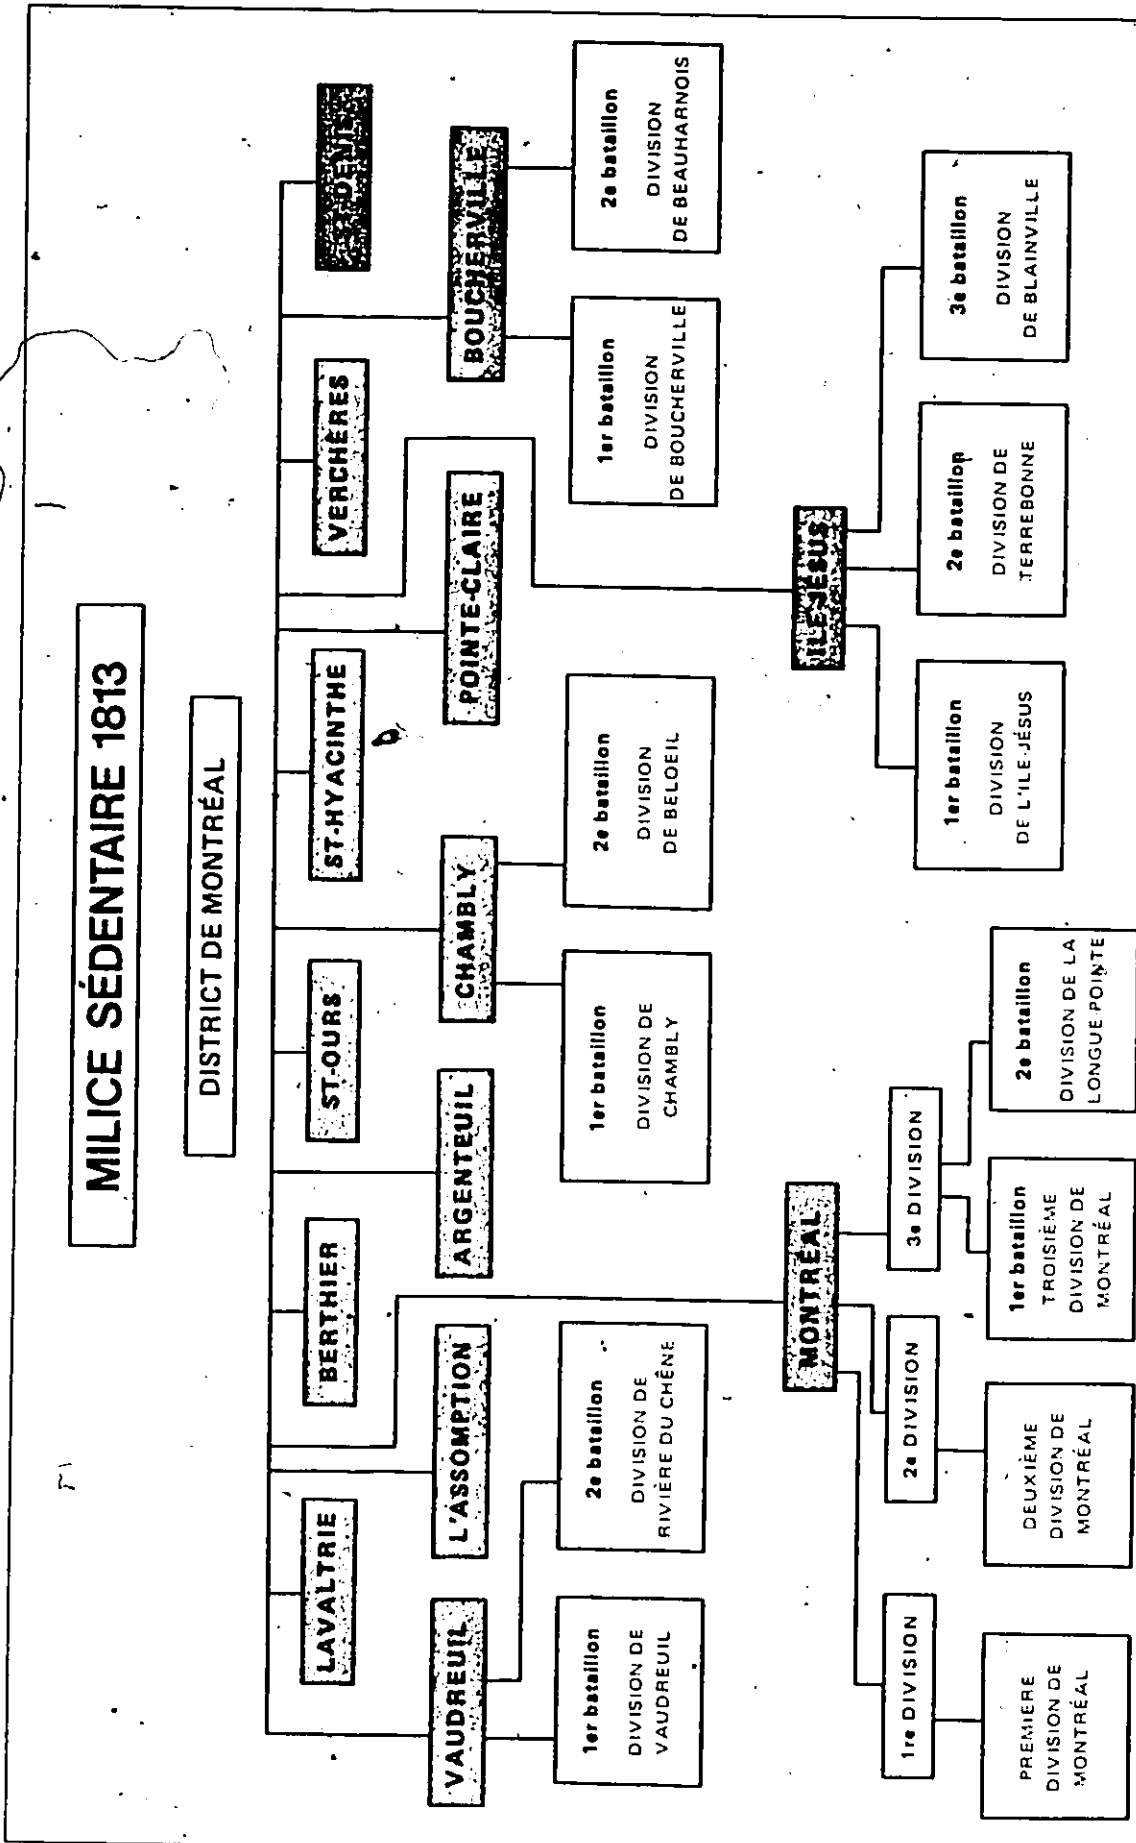 MILICE SÉDENTAIRE 1813
DISTRICT DE MONTRÉAL
LAVALTRIE
BERTHIER
ST-OURS
ST-HYACINTHE
VERCHÈRES
ST-DENIS
VAUDREUIL
L'ASSOMPTION
ARGENTEUIL
CHAMBLY
POINTE-CLAIRE
BOUCHERVILLE
1er bataillon
DIVISION DE
VAUDREUIL
2e bataillon
DIVISION DE
RIVIÈRE DU CHÊNE
1er bataillon
DIVISION DE
CHAMBLY
2e bataillon
DIVISION
DE BELOEIL
1er bataillon
DIVISION
DE BOUCHERVILLE
2e bataillon
DIVISION
DE BEAUHARNOIS
MONTRÉAL
ILE-JÉSUS
1re DIVISION
2e DIVISION
3e DIVISION
PREMIERE
DIVISION DE
MONTRÉAL
DEUXIÈME
DIVISION DE
MONTRÉAL
1er bataillon
TROISIÈME
DIVISION DE
MONTRÉAL
2e bataillon
DIVISION DE LA
LONGUE-POINTE
1er bataillon
DIVISION
DE L'ILE-JÉSUS
2e bataillon
DIVISION DE
TERREBONNE
3e bataillon
DIVISION
DE BLAINVILLE